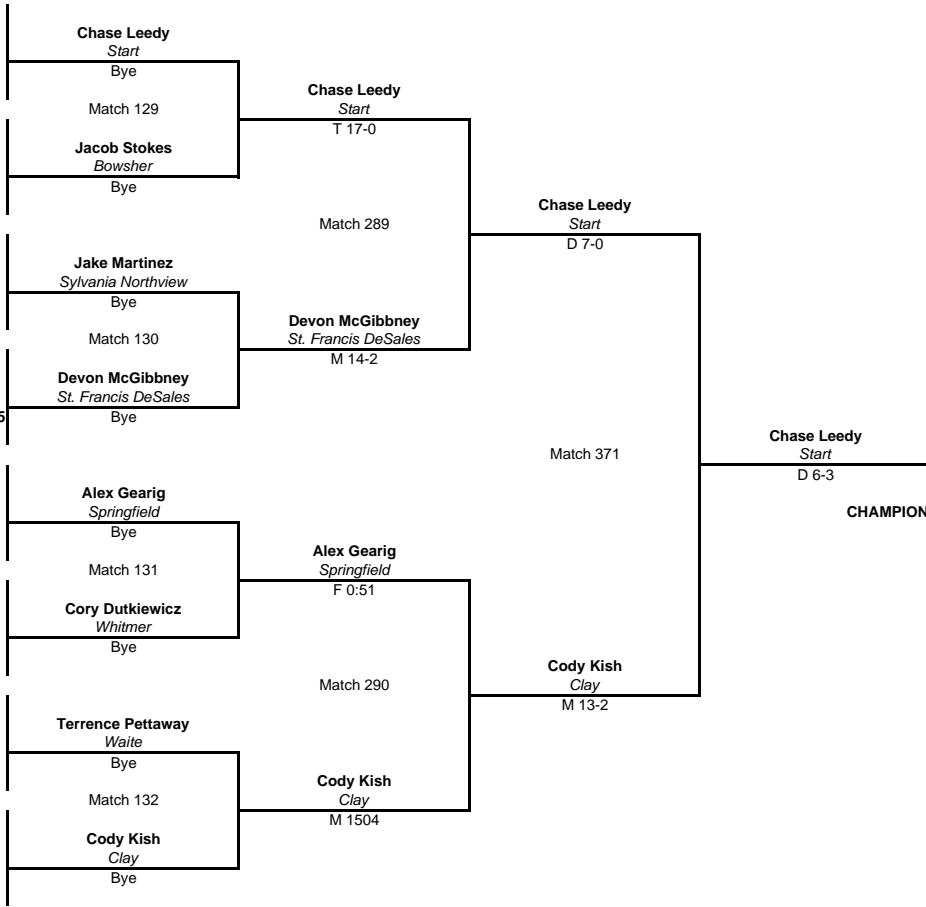 Chase Leedy
Start
Bye
Match 129
Jacob Stokes
Bowsher
Bye
Chase Leedy
Start
T 17-0
Match 289
Jake Martinez
Sylvania Northview
Bye
Match 130
Devon McGibbney
St. Francis DeSales
Bye
5
Devon McGibbney
St. Francis DeSales
M 14-2
Chase Leedy
Start
D 7-0
Match 371
Chase Leedy
Start
D 6-3
CHAMPION
Alex Gearig
Springfield
Bye
Match 131
Cory Dutkiewicz
Whitmer
Bye
Alex Gearig
Springfield
F 0:51
Match 290
Cody Kish
Clay
M 13-2
Terrence Pettaway
Waite
Bye
Match 132
Cody Kish
Clay
Bye
Cody Kish
Clay
M 1504